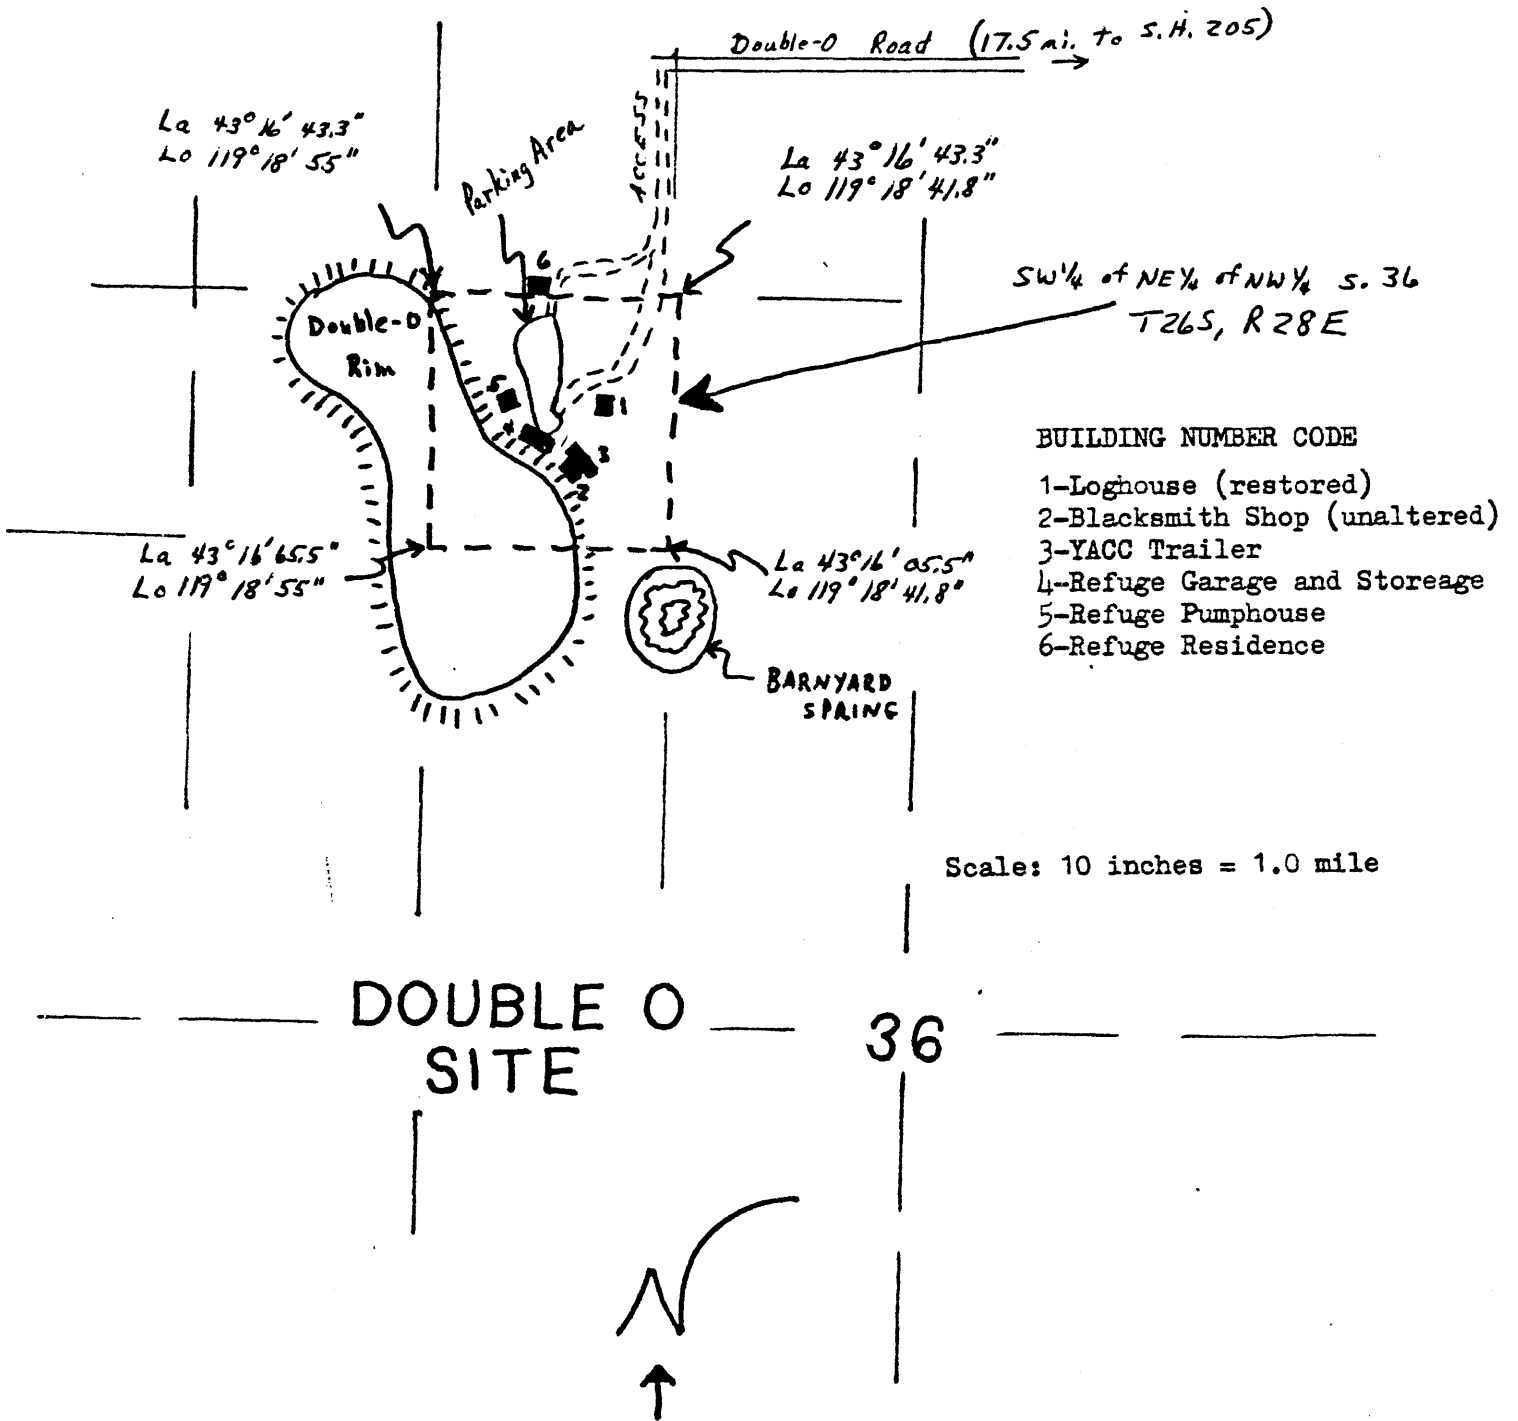 Double-O Road (17.5 mi. to S.H. 205)
La 43° 16' 43.3"
Lo 119° 18' 55"
Parking Area
ACCESS
La 43° 16' 43.3"
Lo 119° 18' 41.8"
6
SW¼ of NE¼ of NW¼ S. 36
T26S, R28E
Double-O
Rim
5
1
4
3
2
BUILDING NUMBER CODE
1-Loghouse (restored)
2-Blacksmith Shop (unaltered)
3-YACC Trailer
4-Refuge Garage and Storeage
5-Refuge Pumphouse
6-Refuge Residence
La 43° 16' 65.5"
Lo 119° 18' 55"
La 43° 16' 05.5"
Lo 119° 18' 41.8"
BARNYARD
SPRING
Scale: 10 inches = 1.0 mile
DOUBLE O
SITE
36
N